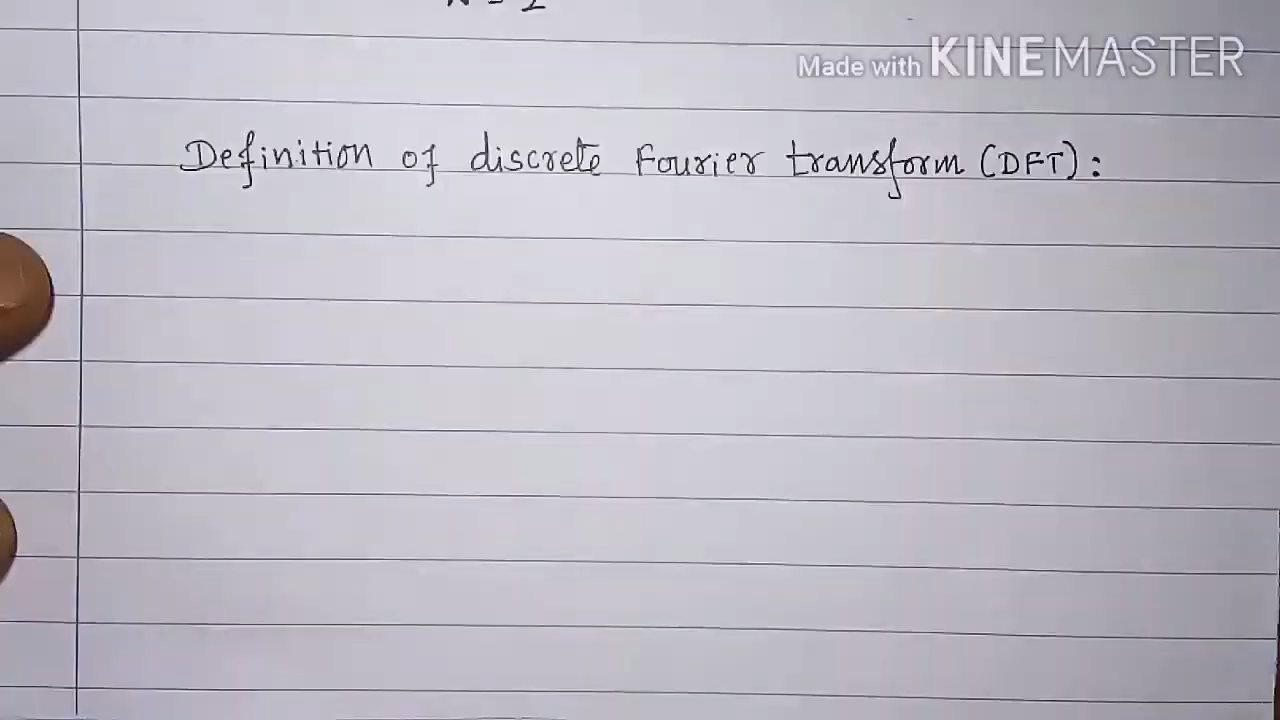 Made with KINEMASTER
Definition of discrete Fourier transform (DFT):